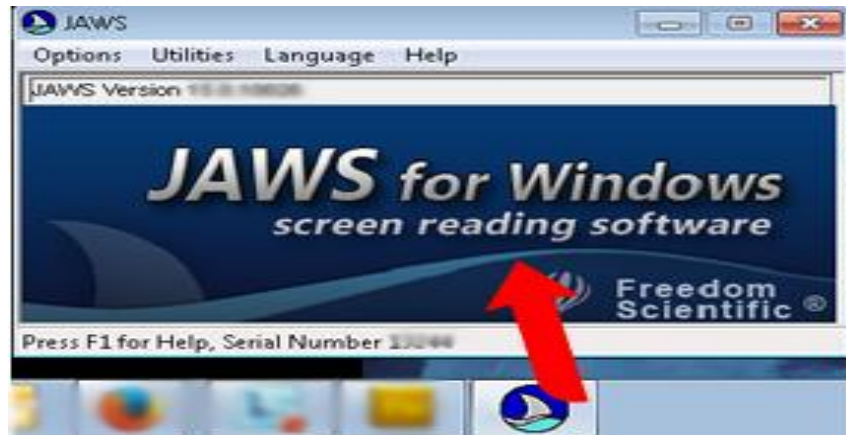 JAWS
Options Utilities Language Help
JAWS Version
JAWS for Windows
screen reading software
Freedom
Scientific ®
Press F1 for Help, Serial Number